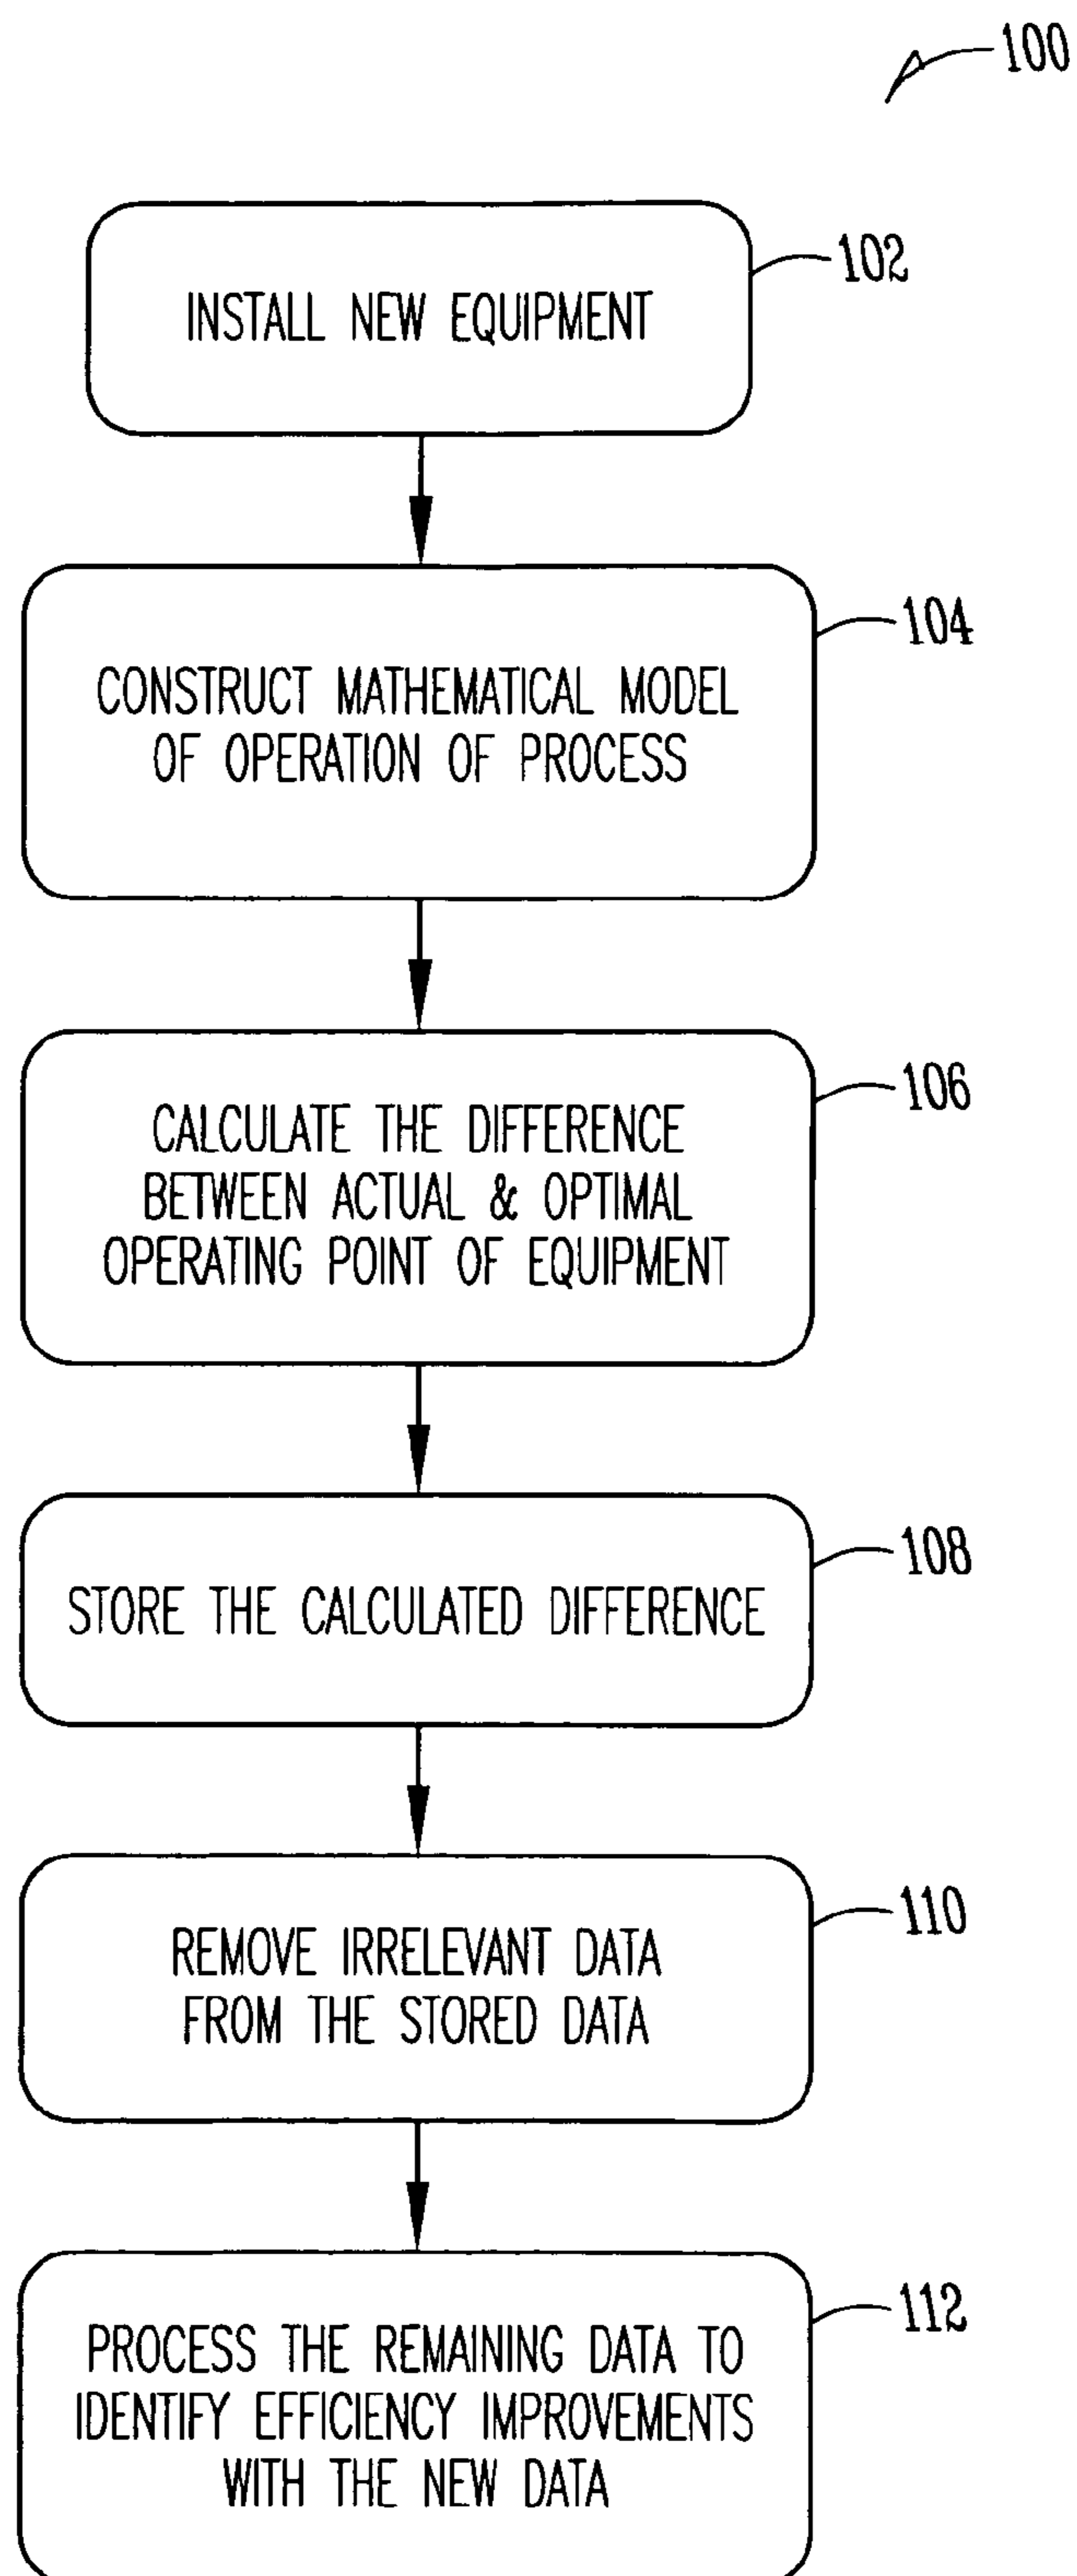 100
102
INSTALL NEW EQUIPMENT
104
CONSTRUCT MATHEMATICAL MODEL
OF OPERATION OF PROCESS
106
CALCULATE THE DIFFERENCE
BETWEEN ACTUAL & OPTIMAL
OPERATING POINT OF EQUIPMENT
108
STORE THE CALCULATED DIFFERENCE
110
REMOVE IRRELEVANT DATA
FROM THE STORED DATA
112
PROCESS THE REMAINING DATA TO
IDENTIFY EFFICIENCY IMPROVEMENTS
WITH THE NEW DATA